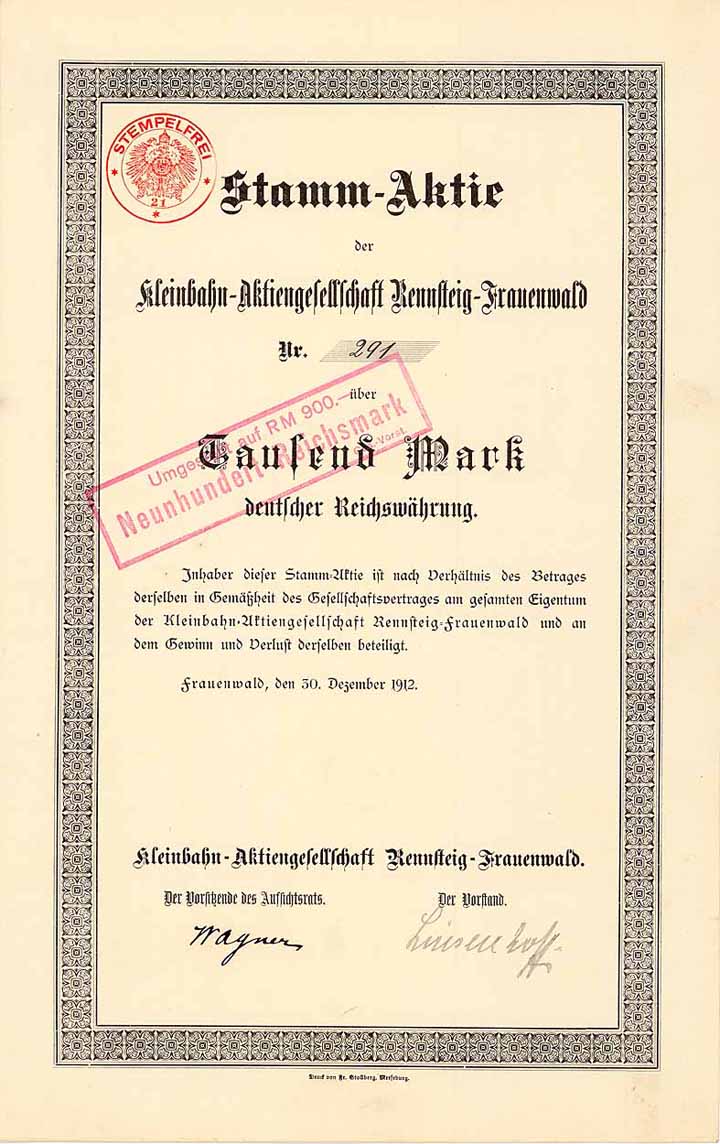 STEMPELFREI
21
Stamm-Aktie
der
Kleinbahn-Aktiengesellschaft Rennsteig-Frauenwald
Nr. 291
über
Umgestellt auf RM 900.-
Neunhundert Reichsmark
Vorst.
Tausend Mark
deutscher Reichswährung.
Inhaber dieser Stamm-Aktie ist nach Verhältnis des Betrages
derselben in Gemäßheit des Gesellschaftsvertrages am gesamten Eigentum
der Kleinbahn-Aktiengesellschaft Rennsteig-Frauenwald und an
dem Gewinn und Verlust derselben beteiligt.
Frauenwald, den 30. Dezember 1912.
Kleinbahn-Aktiengesellschaft Rennsteig-Frauenwald.
Der Vorsitzende des Aufsichtsrats. Der Vorstand.
Wagner
Druck von Fr. Stollberg, Merseburg.